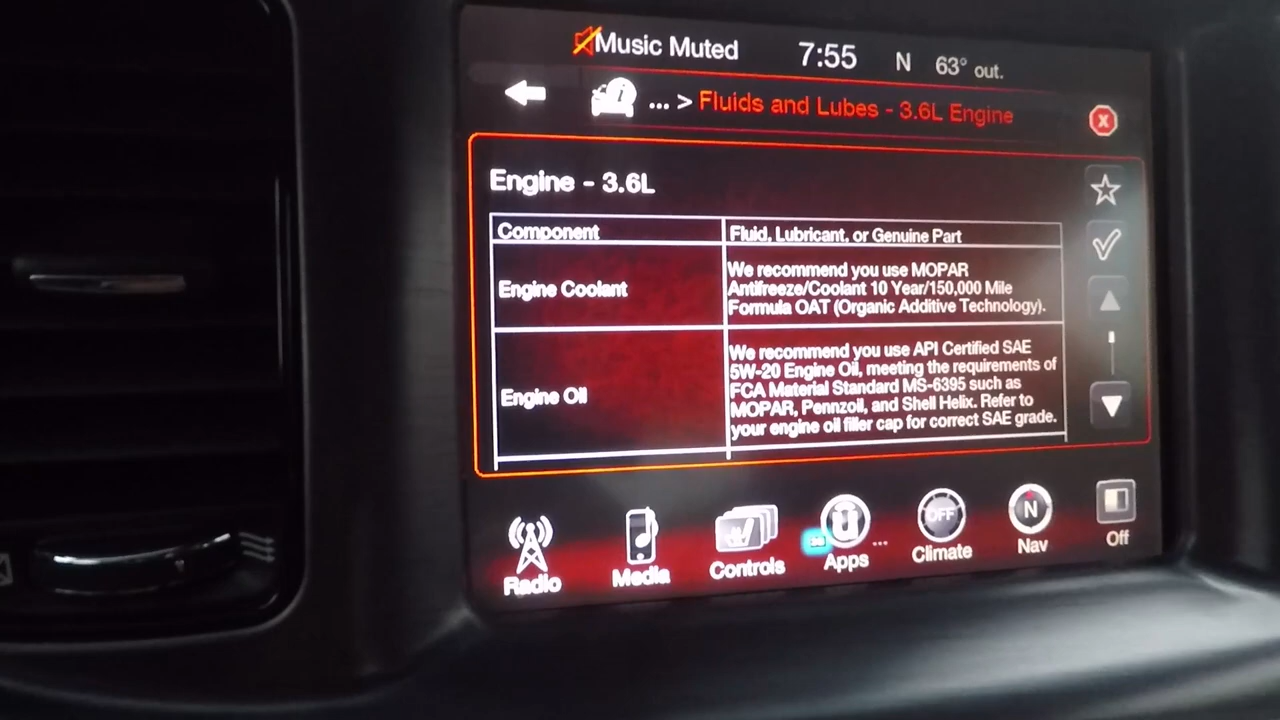 Music Muted 7:55 N 63° out.
... > Fluids and Lubes - 3.6L Engine
Engine - 3.6L
Component
Fluid, Lubricant, or Genuine Part
Engine Coolant
We recommend you use MOPAR
Antifreeze/Coolant 10 Year/150,000 Mile
Formula OAT (Organic Additive Technology).
Engine Oil
We recommend you use API Certified SAE
5W-20 Engine Oil, meeting the requirements of
FCA Material Standard MS-6395 such as
MOPAR, Pennzoil, and Shell Helix. Refer to
your engine oil filler cap for correct SAE grade.
OFF
N
Radio Media Controls Apps ... Climate Nav Off